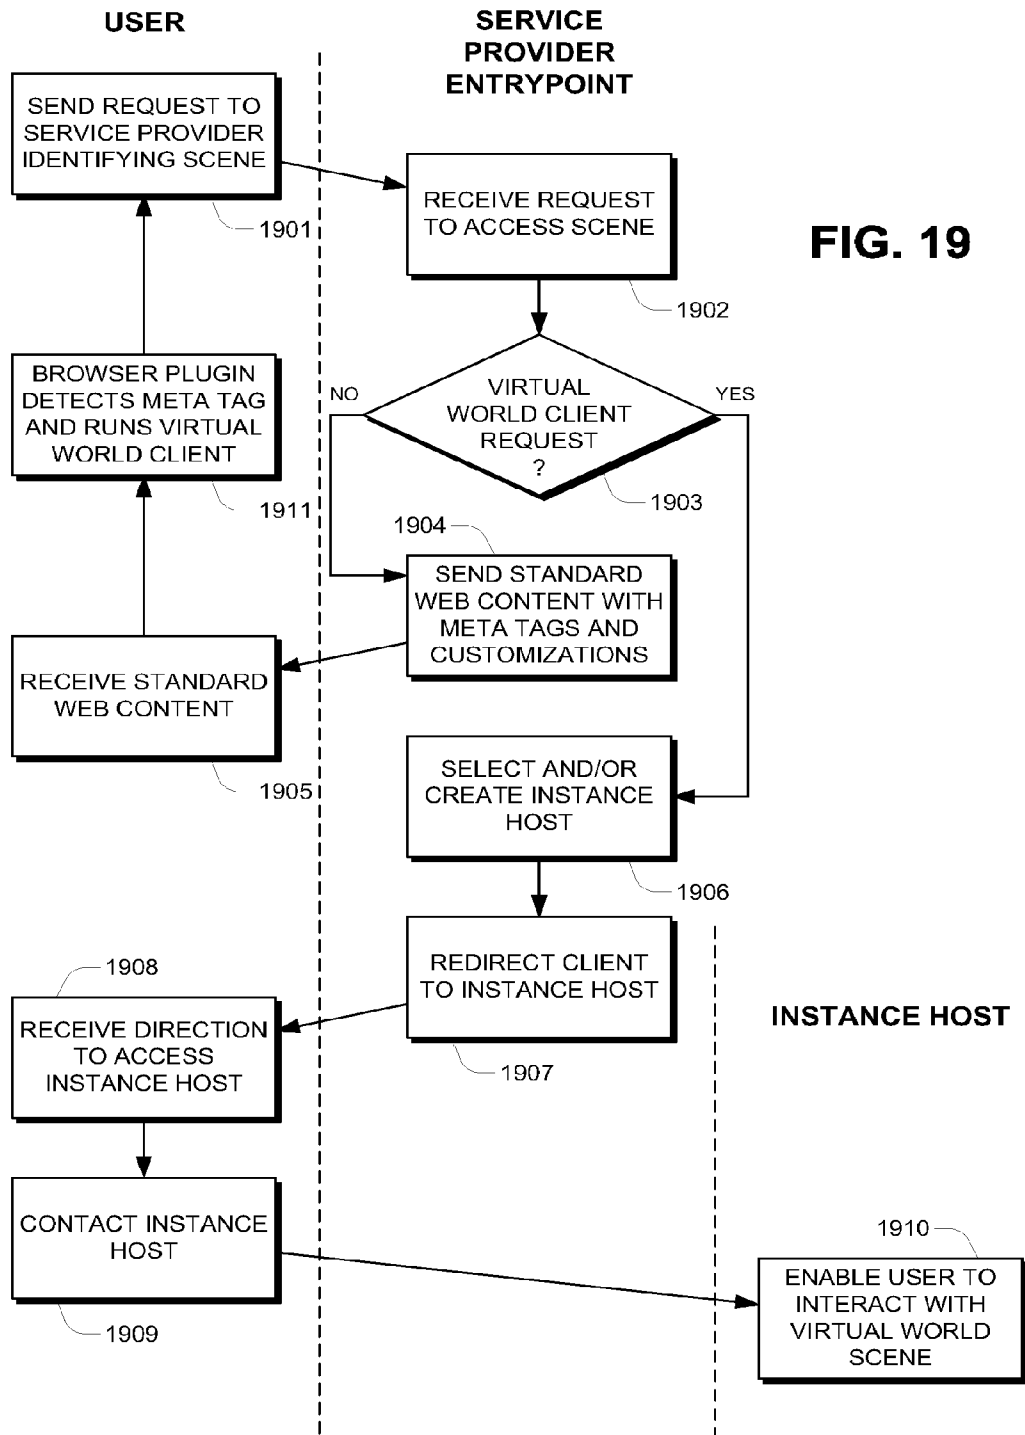 USER
SERVICE
PROVIDER
ENTRYPOINT
SEND REQUEST TO
SERVICE PROVIDER
IDENTIFYING SCENE
1901
RECEIVE REQUEST
TO ACCESS SCENE
1902
FIG. 19
BROWSER PLUGIN
DETECTS META TAG
AND RUNS VIRTUAL
WORLD CLIENT
1911
NO
VIRTUAL
WORLD CLIENT
REQUEST
?
YES
1903
1904
SEND STANDARD
WEB CONTENT WITH
META TAGS AND
CUSTOMIZATIONS
RECEIVE STANDARD
WEB CONTENT
1905
SELECT AND/OR
CREATE INSTANCE
HOST
1906
REDIRECT CLIENT
TO INSTANCE HOST
1907
INSTANCE HOST
1908
RECEIVE DIRECTION
TO ACCESS
INSTANCE HOST
CONTACT INSTANCE
HOST
1909
1910
ENABLE USER TO
INTERACT WITH
VIRTUAL WORLD
SCENE